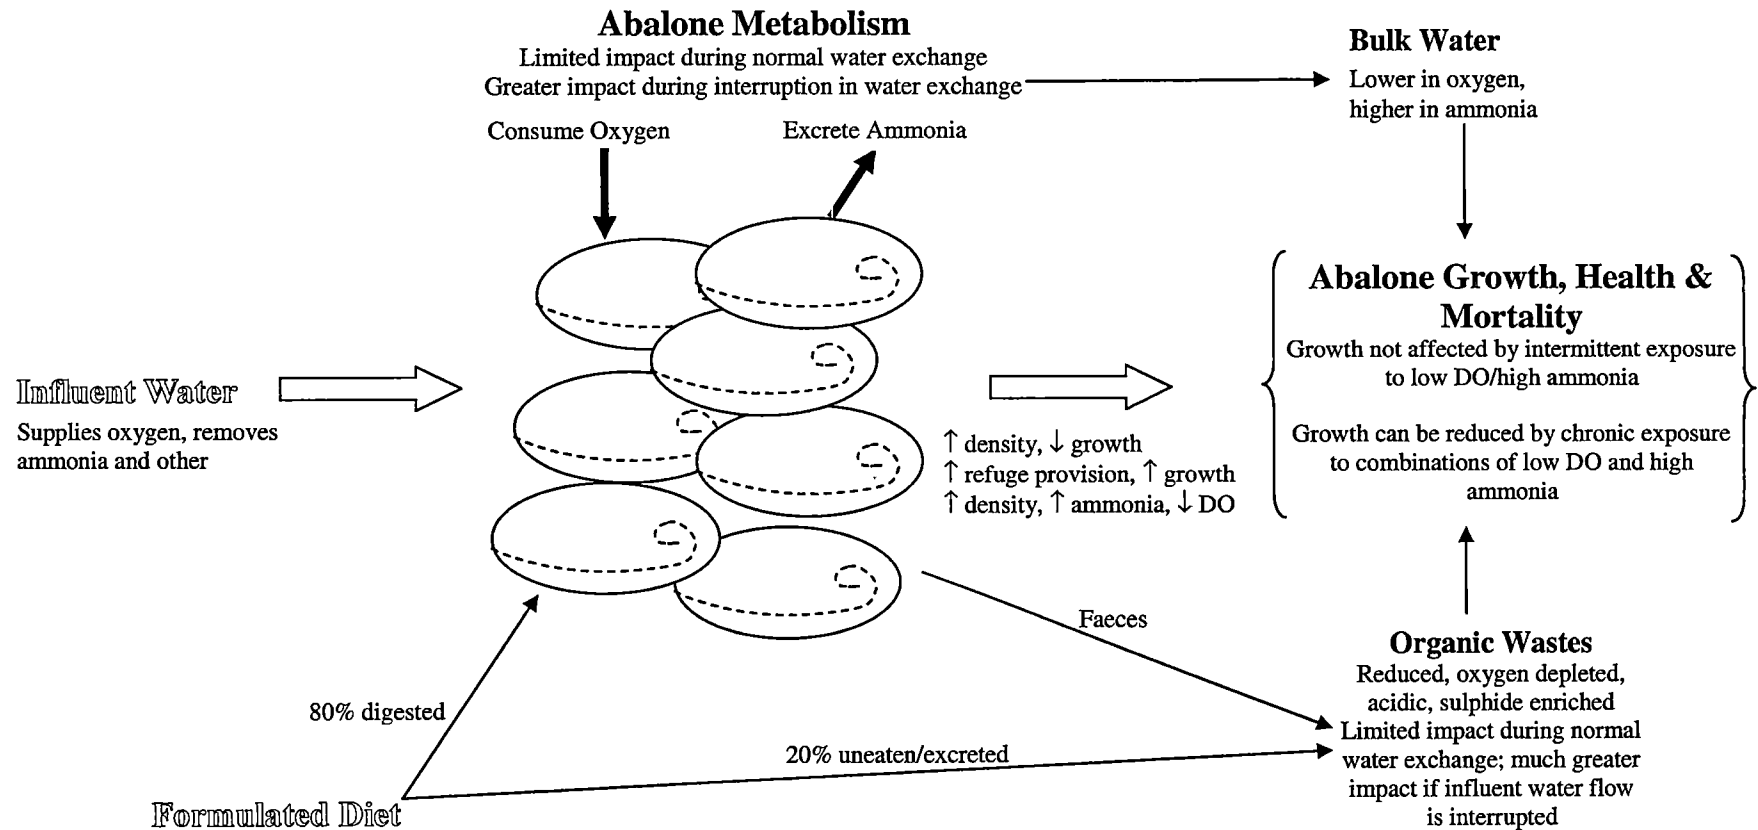 Abalone Metabolism
Limited impact during normal water exchange
Greater impact during interruption in water exchange
Consume Oxygen
Excrete Ammonia
Bulk Water
Lower in oxygen,
higher in ammonia
Influent Water
Supplies oxygen, removes
ammonia and other
↑ density, ↓ growth
↑ refuge provision, ↑ growth
↑ density, ↑ ammonia, ↓ DO
Abalone Growth, Health &
Mortality
Growth not affected by intermittent exposure
to low DO/high ammonia
Growth can be reduced by chronic exposure
to combinations of low DO and high
ammonia
Faeces
80% digested
20% uneaten/excreted
Formulated Diet
Organic Wastes
Reduced, oxygen depleted,
acidic, sulphide enriched
Limited impact during normal
water exchange; much greater
impact if influent water flow
is interrupted